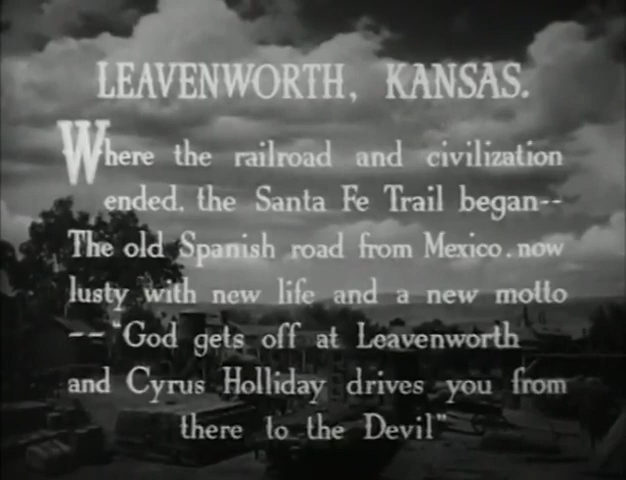 LEAVENWORTH, KANSAS.
Where the railroad and civilization
ended, the Santa Fe Trail began--
The old Spanish road from Mexico, now
lusty with new life and a new motto
-- "God gets off at Leavenworth
and Cyrus Holliday drives you from
there to the Devil"